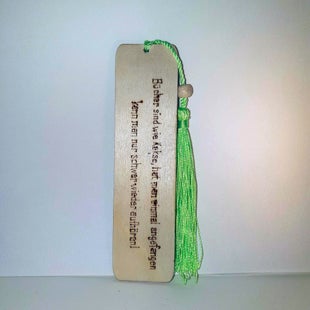 Bücher sind wie Kekse, hat man einmal angefangen
kann man nur schwer wieder aufhören!